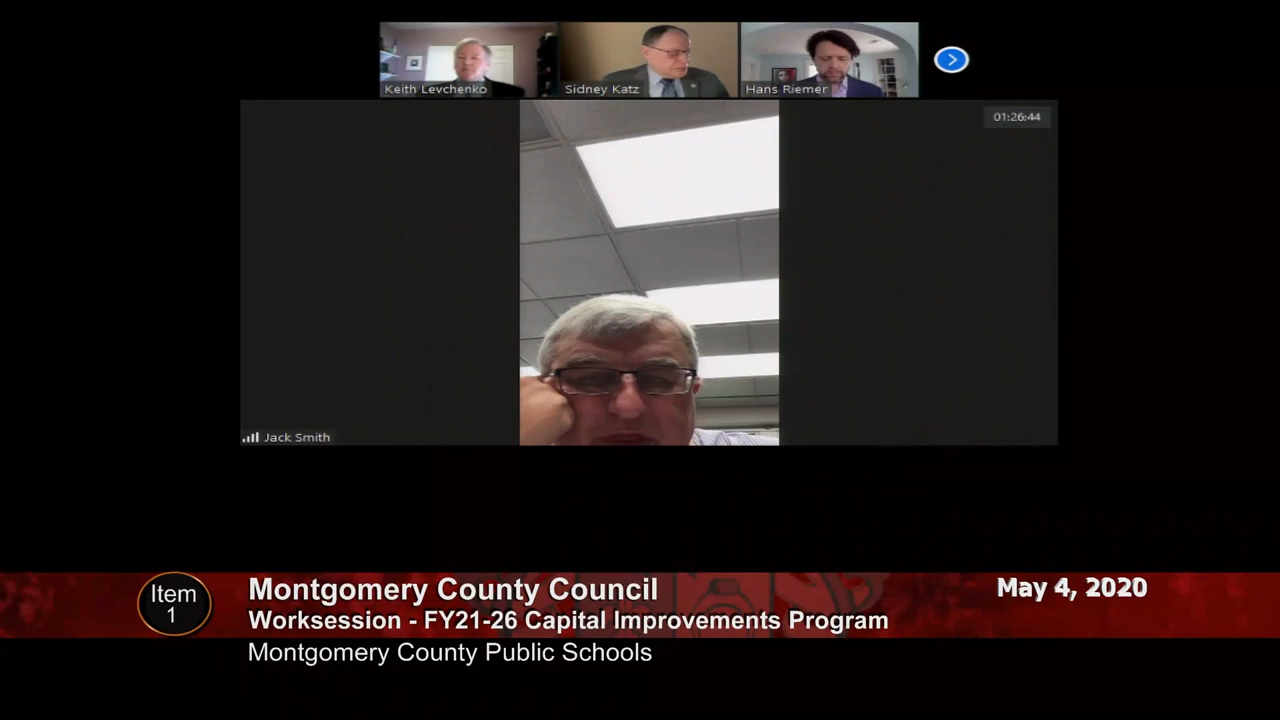 Keith Levchenko
Sidney Katz
Hans Riemer
01:26:44
Jack Smith
Item
1
Montgomery County Council
May 4, 2020
Worksession - FY21-26 Capital Improvements Program
Montgomery County Public Schools